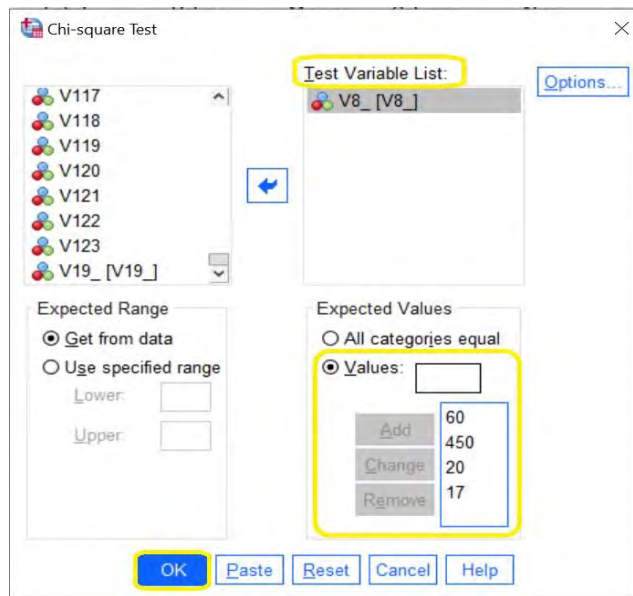 Chi-square Test
Test Variable List:
Options...
V117
V118
V119
V120
V121
V122
V123
V19_ [V19_]
V8_ [V8_]
Expected Range
Get from data
Use specified range
Lower:
Upper:
Expected Values
All categories equal
Values:
Add
Change
Remove
60
450
20
17
OK
Paste
Reset
Cancel
Help